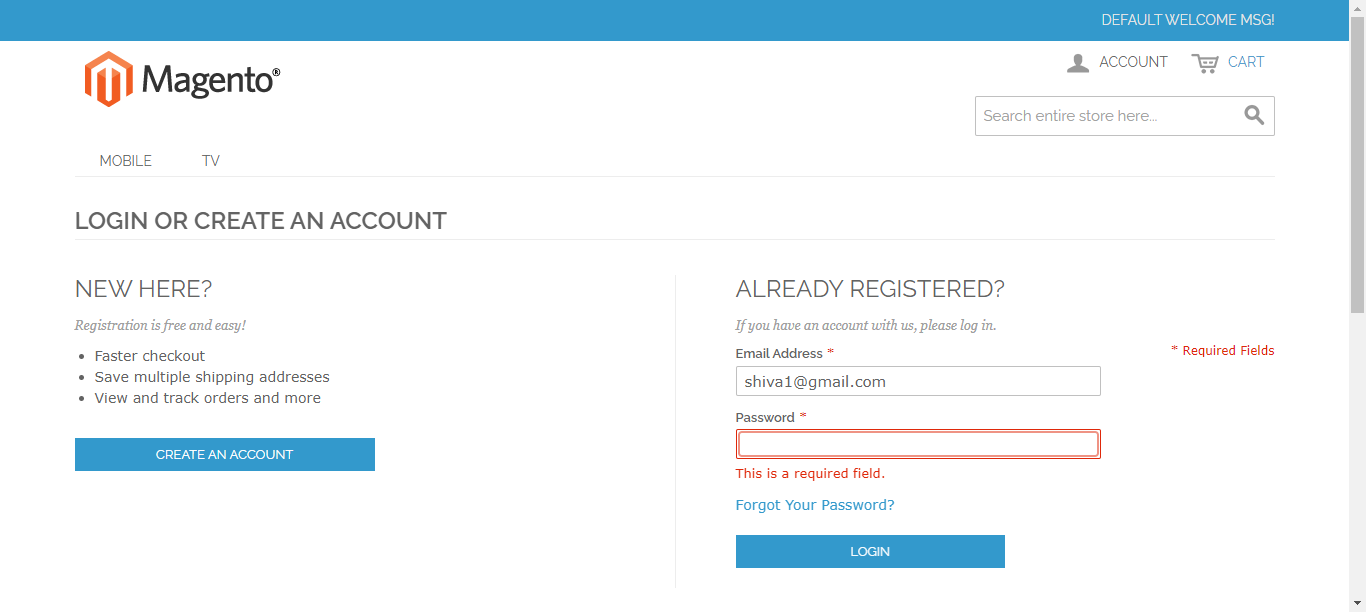 DEFAULT WELCOME MSG!
Magento®
ACCOUNT CART
Search entire store here...
MOBILE TV
LOGIN OR CREATE AN ACCOUNT
NEW HERE?
Registration is free and easy!
• Faster checkout
• Save multiple shipping addresses
• View and track orders and more
CREATE AN ACCOUNT
ALREADY REGISTERED?
If you have an account with us, please log in.
* Required Fields
Email Address *
shiva1@gmail.com
Password *
This is a required field.
Forgot Your Password?
LOGIN